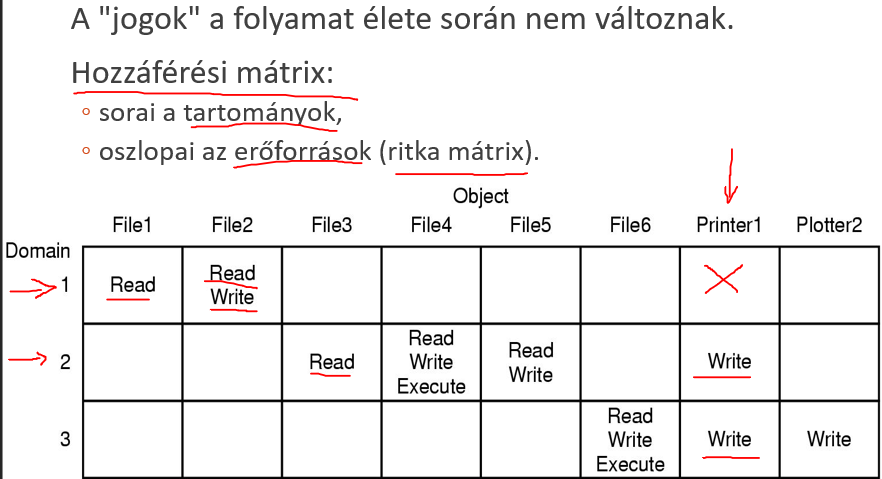 A "jogok" a folyamat élete során nem változnak.
Hozzáférési mátrix:
◦ sorai a tartományok,
◦ oszlopai az erőforrások (ritka mátrix).
Object
File1 File2 File3 File4 File5 File6 Printer1 Plotter2
Domain
1 Read Read
Write
2 Read Read
Write
Execute Read
Write Write
3 Read
Write
Execute Write Write